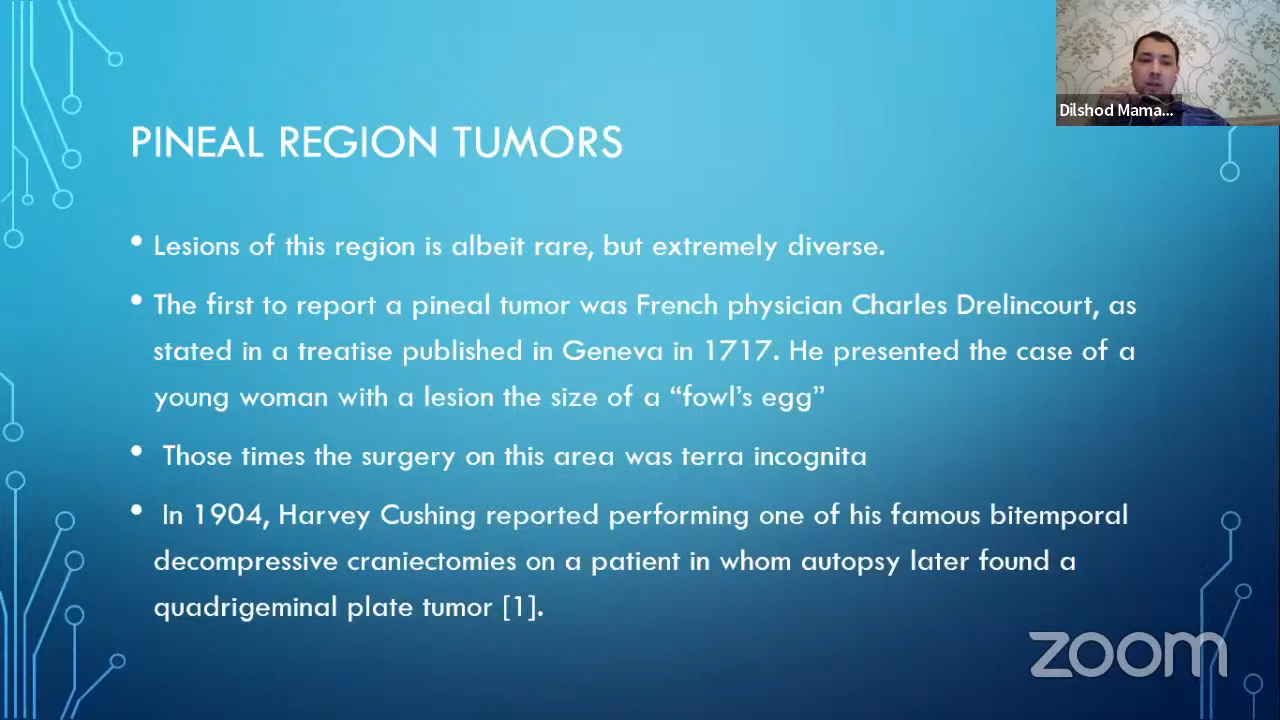 Dilshod Mama...
PINEAL REGION TUMORS
• Lesions of this region is albeit rare, but extremely diverse.
• The first to report a pineal tumor was French physician Charles Drelincourt, as
stated in a treatise published in Geneva in 1717. He presented the case of a
young woman with a lesion the size of a “fowl’s egg”
• Those times the surgery on this area was terra incognita
• In 1904, Harvey Cushing reported performing one of his famous bitemporal
decompressive craniectomies on a patient in whom autopsy later found a
quadrigeminal plate tumor [1].
zoom